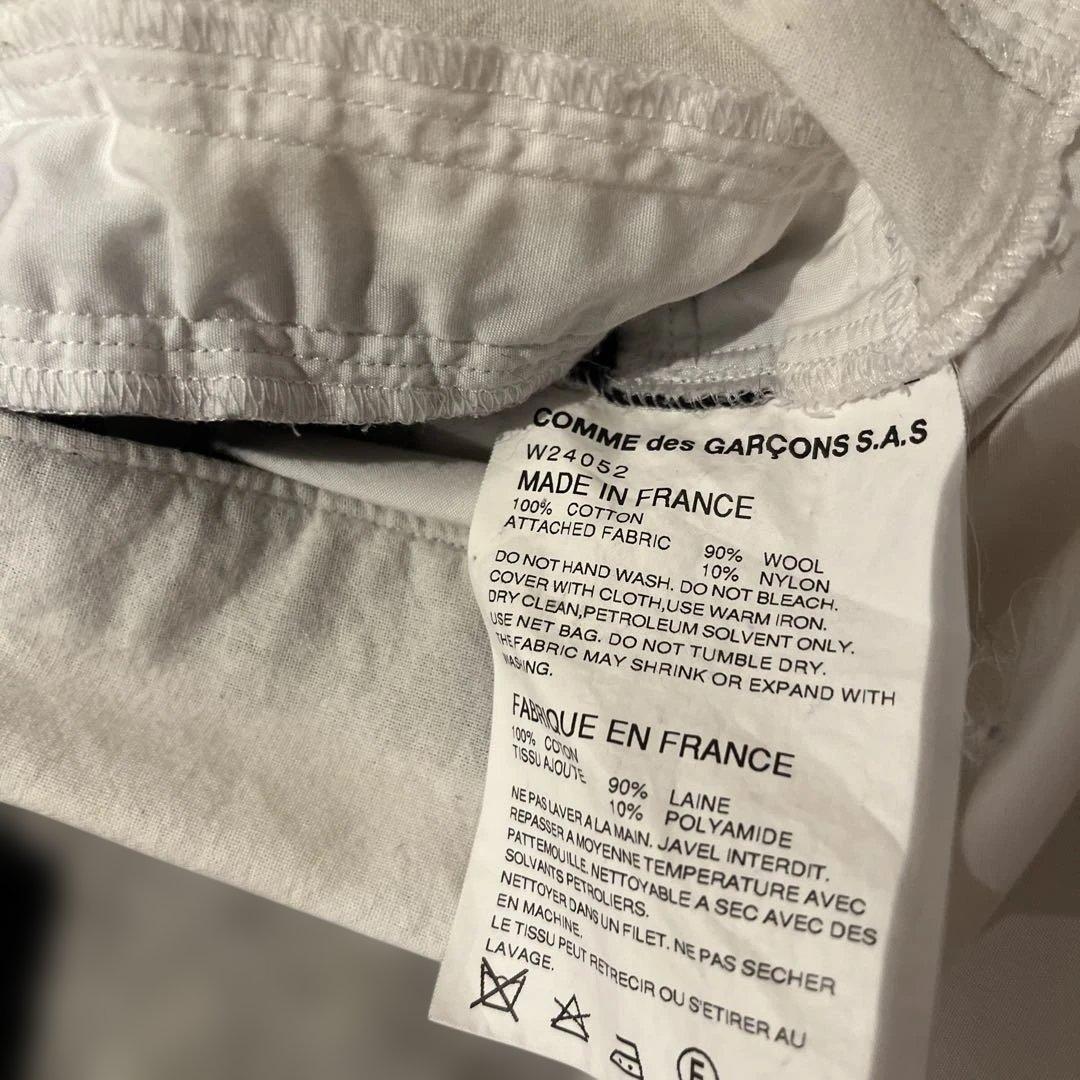 COMME des GARÇONS S.A.S
W24052
MADE IN FRANCE
100% COTTON
ATTACHED FABRIC 90% WOOL
10% NYLON
DO NOT HAND WASH. DO NOT BLEACH.
COVER WITH CLOTH,USE WARM IRON.
DRY CLEAN,PETROLEUM SOLVENT ONLY.
USE NET BAG. DO NOT TUMBLE DRY.
THE FABRIC MAY SHRINK OR EXPAND WITH
WASHING.
FABRIQUE EN FRANCE
100% COTON
TISSU AJOUTE 90% LAINE
10% POLYAMIDE
NE PAS LAVER A LA MAIN. JAVEL INTERDIT.
REPASSER A MOYENNE TEMPERATURE AVEC
PATTEMOUILLE. NETTOYABLE A SEC AVEC DES
SOLVANTS PETROLIERS.
NETTOYER DANS UN FILET. NE PAS SECHER
EN MACHINE.
LE TISSU PEUT RETRECIR OU S'ETIRER AU
LAVAGE.
F